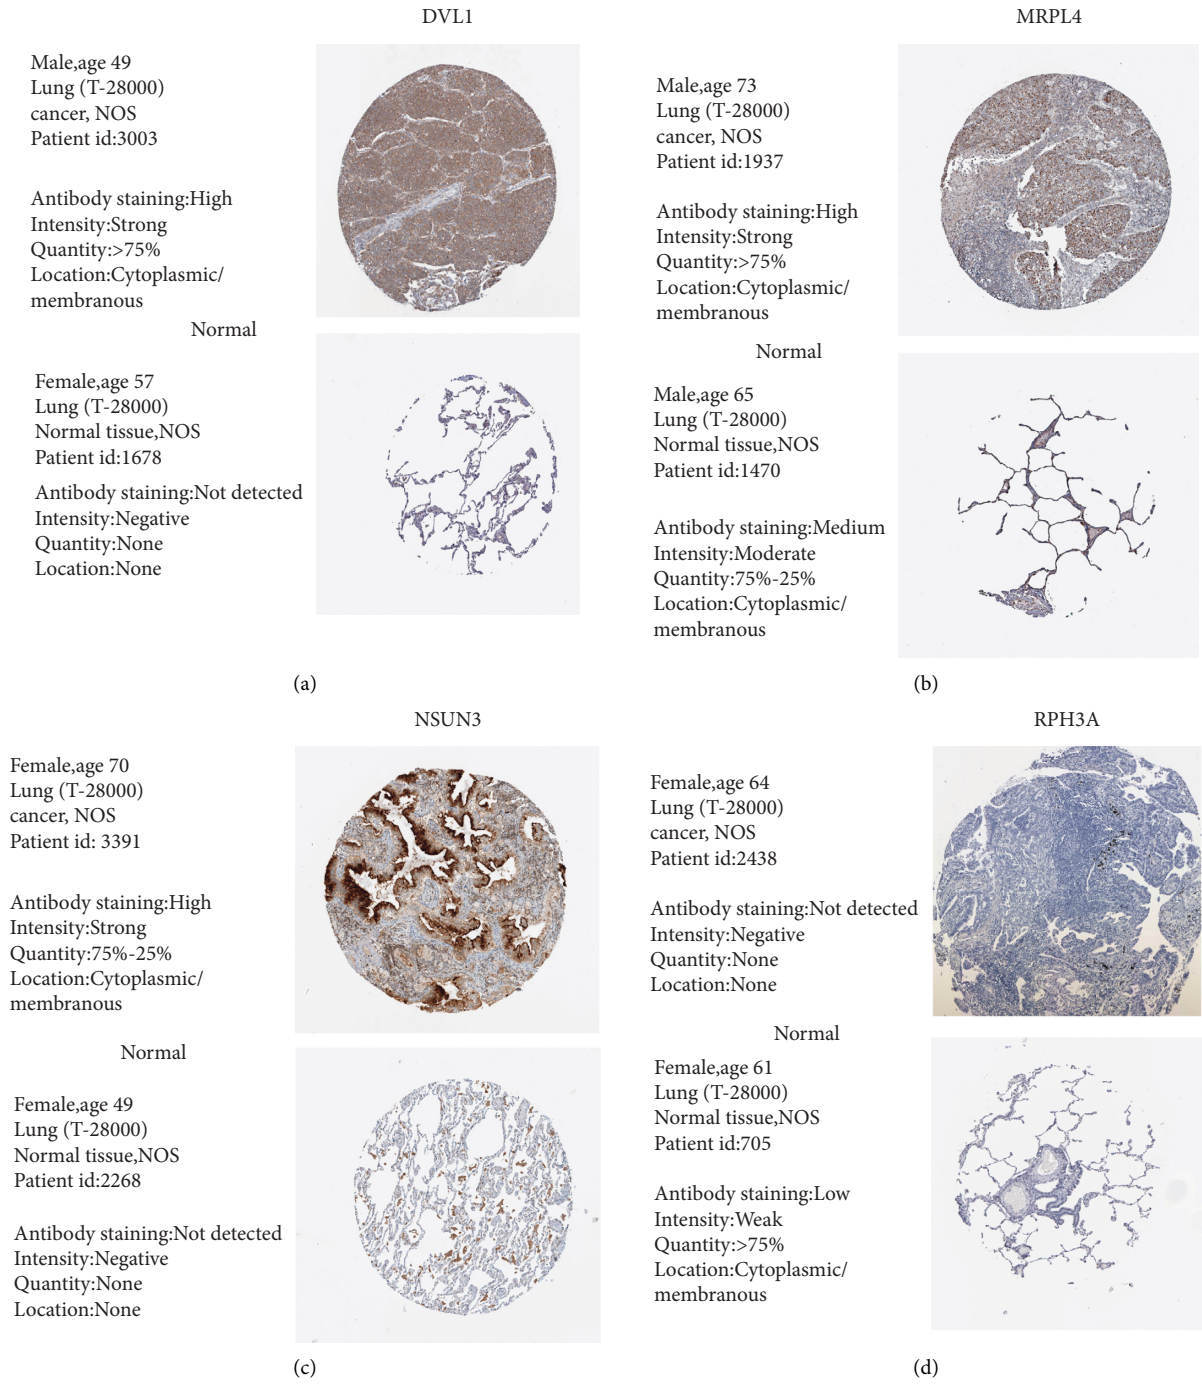 DVL1
Male,age 49
Lung (T-28000)
cancer, NOS
Patient id:3003
Antibody staining:High
Intensity:Strong
Quantity:>75%
Location:Cytoplasmic/
membranous
Normal
Female,age 57
Lung (T-28000)
Normal tissue,NOS
Patient id:1678
Antibody staining:Not detected
Intensity:Negative
Quantity:None
Location:None
(a)
MRPL4
Male,age 73
Lung (T-28000)
cancer, NOS
Patient id:1937
Antibody staining:High
Intensity:Strong
Quantity:>75%
Location:Cytoplasmic/
membranous
Normal
Male,age 65
Lung (T-28000)
Normal tissue,NOS
Patient id:1470
Antibody staining:Medium
Intensity:Moderate
Quantity:75%-25%
Location:Cytoplasmic/
membranous
(b)
NSUN3
Female,age 70
Lung (T-28000)
cancer, NOS
Patient id: 3391
Antibody staining:High
Intensity:Strong
Quantity:75%-25%
Location:Cytoplasmic/
membranous
Normal
Female,age 49
Lung (T-28000)
Normal tissue,NOS
Patient id:2268
Antibody staining:Not detected
Intensity:Negative
Quantity:None
Location:None
(c)
RPH3A
Female,age 64
Lung (T-28000)
cancer, NOS
Patient id:2438
Antibody staining:Not detected
Intensity:Negative
Quantity:None
Location:None
Normal
Female,age 61
Lung (T-28000)
Normal tissue,NOS
Patient id:705
Antibody staining:Low
Intensity:Weak
Quantity:>75%
Location:Cytoplasmic/
membranous
(d)